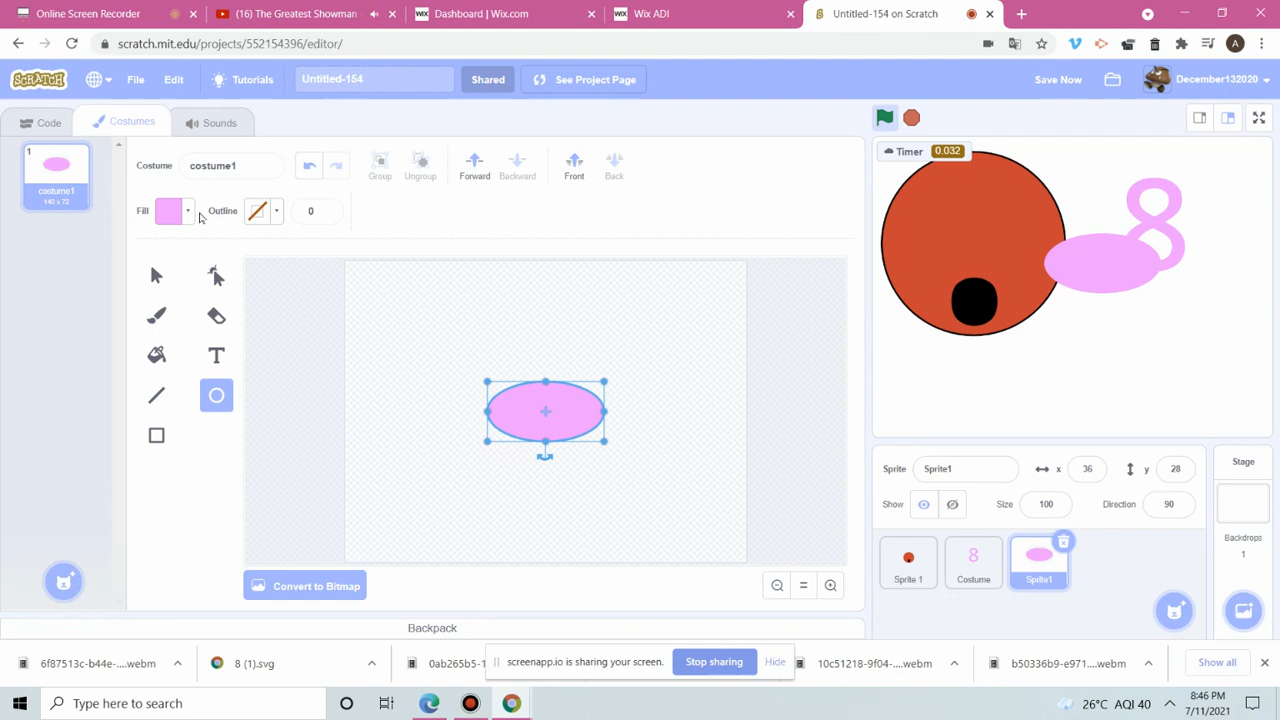 Online Screen Recorder
(16) The Greatest Showman
Dashboard | Wix.com
Wix ADI
Untitled-154 on Scratch
scratch.mit.edu/projects/552154396/editor/
A
SCRATCH
File
Edit
Tutorials
Untitled-154
Shared
See Project Page
Save Now
December132020
Code
Costumes
Sounds
1
costume1
140 x 72
Costume
costume1
Group
Ungroup
Forward
Backward
Front
Back
Fill
Outline
0
T
Convert to Bitmap
Backpack
Timer
0.032
8
Sprite
Sprite1
x
36
y
28
Show
Size
100
Direction
90
Sprite 1
8
Costume
Sprite1
Stage
Backdrops
1
6f87513c-b44e-....webm
8 (1).svg
0ab265b5-1
screenapp.io is sharing your screen.
Stop sharing
Hide
10c51218-9f04-....webm
b50336b9-e971....webm
Show all
Type here to search
26°C AQI 40
8:46 PM
7/11/2021